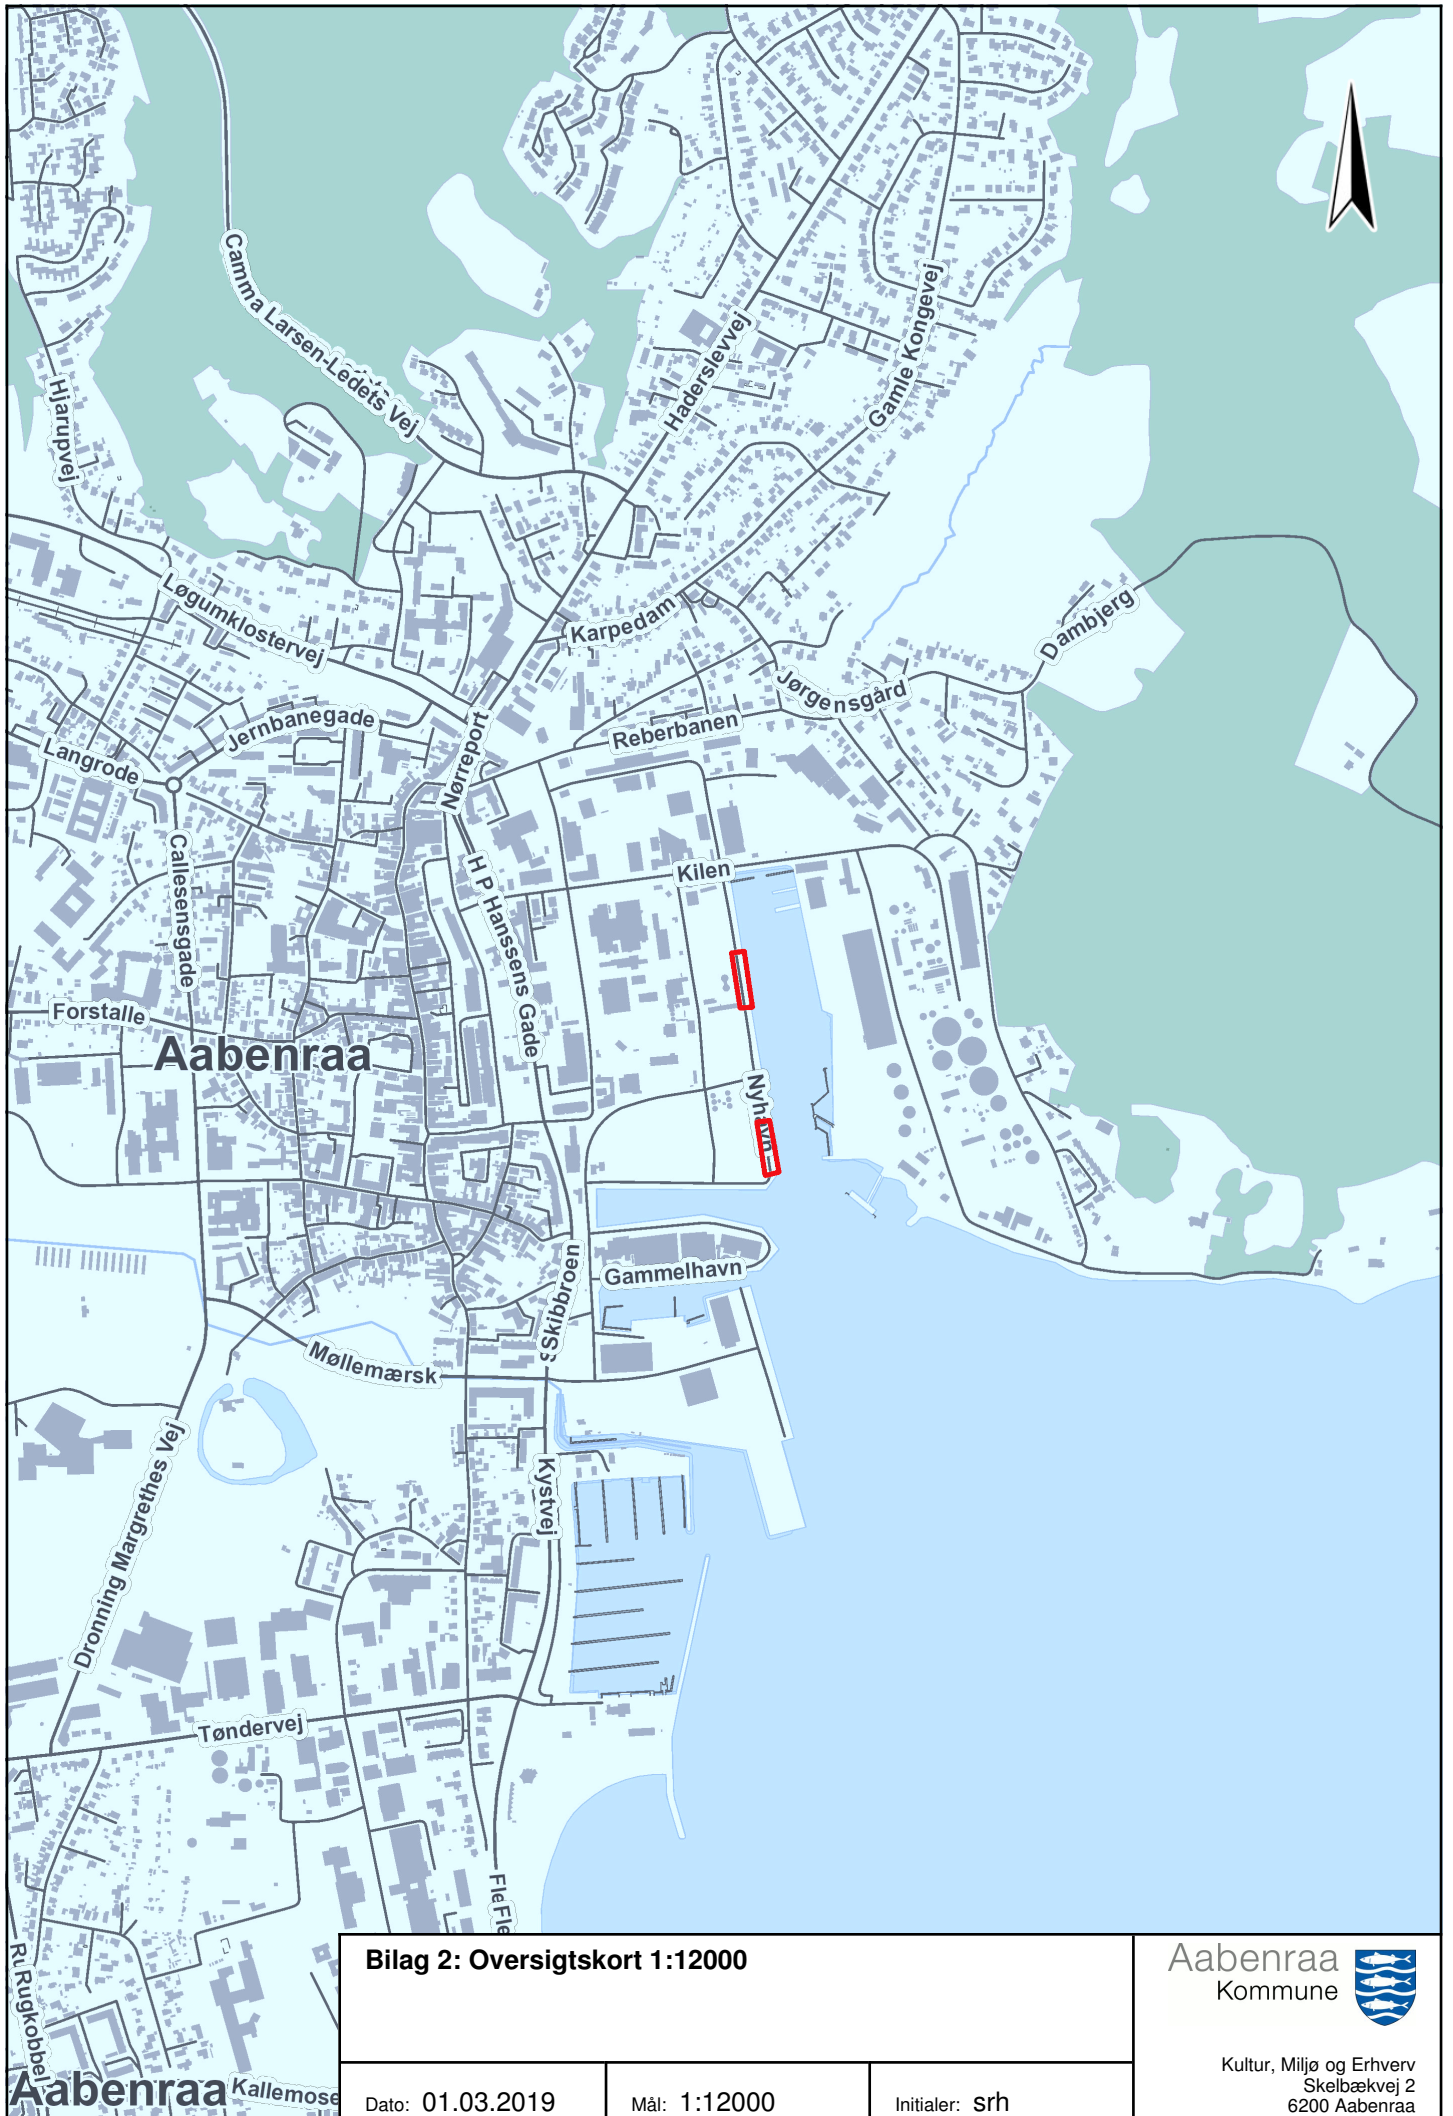 Camma Larsen-Ledets Vej
Hjarupvej
Haderslevvej
Gamle Kongevej
Løgumklostervej
Karpedam
Dambjerg
Jørgensgård
Jernbanegade
Reberbanen
Langrode
Nørreport
Callesensgade
H P Hanssens Gade
Kilen
Forstalle
Aabenraa
Nyhavn
Gammelhavn
Skibbroen
Møllemærsk
Kystvej
Dronning Margrethes Vej
Tøndervej
Rugkobbel
Aabenraa
Kallemose
Bilag 2: Oversigtskort 1:12000
Dato: 01.03.2019
Mål: 1:12000
Initialer: srh
Aabenraa
Kommune
Kultur, Miljø og Erhverv
Skelbækvej 2
6200 Aabenraa